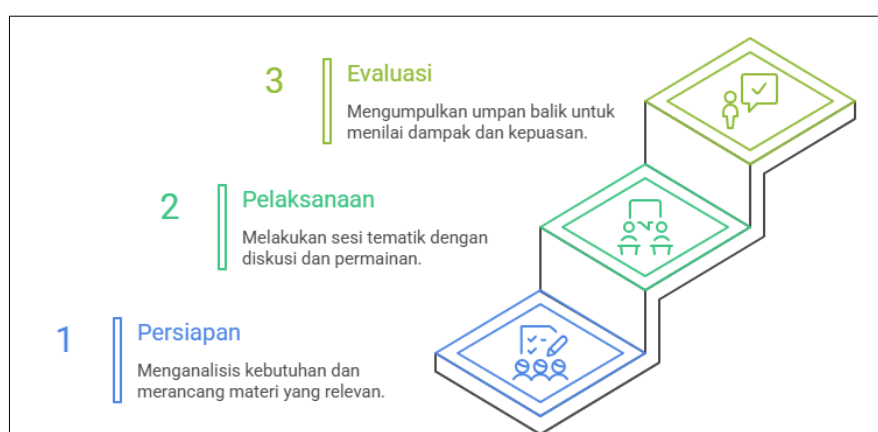 3
Evaluasi
Mengumpulkan umpan balik untuk
menilai dampak dan kepuasan.
2
Pelaksanaan
Melakukan sesi tematik dengan
diskusi dan permainan.
1
Persiapan
Menganalisis kebutuhan dan
merancang materi yang relevan.